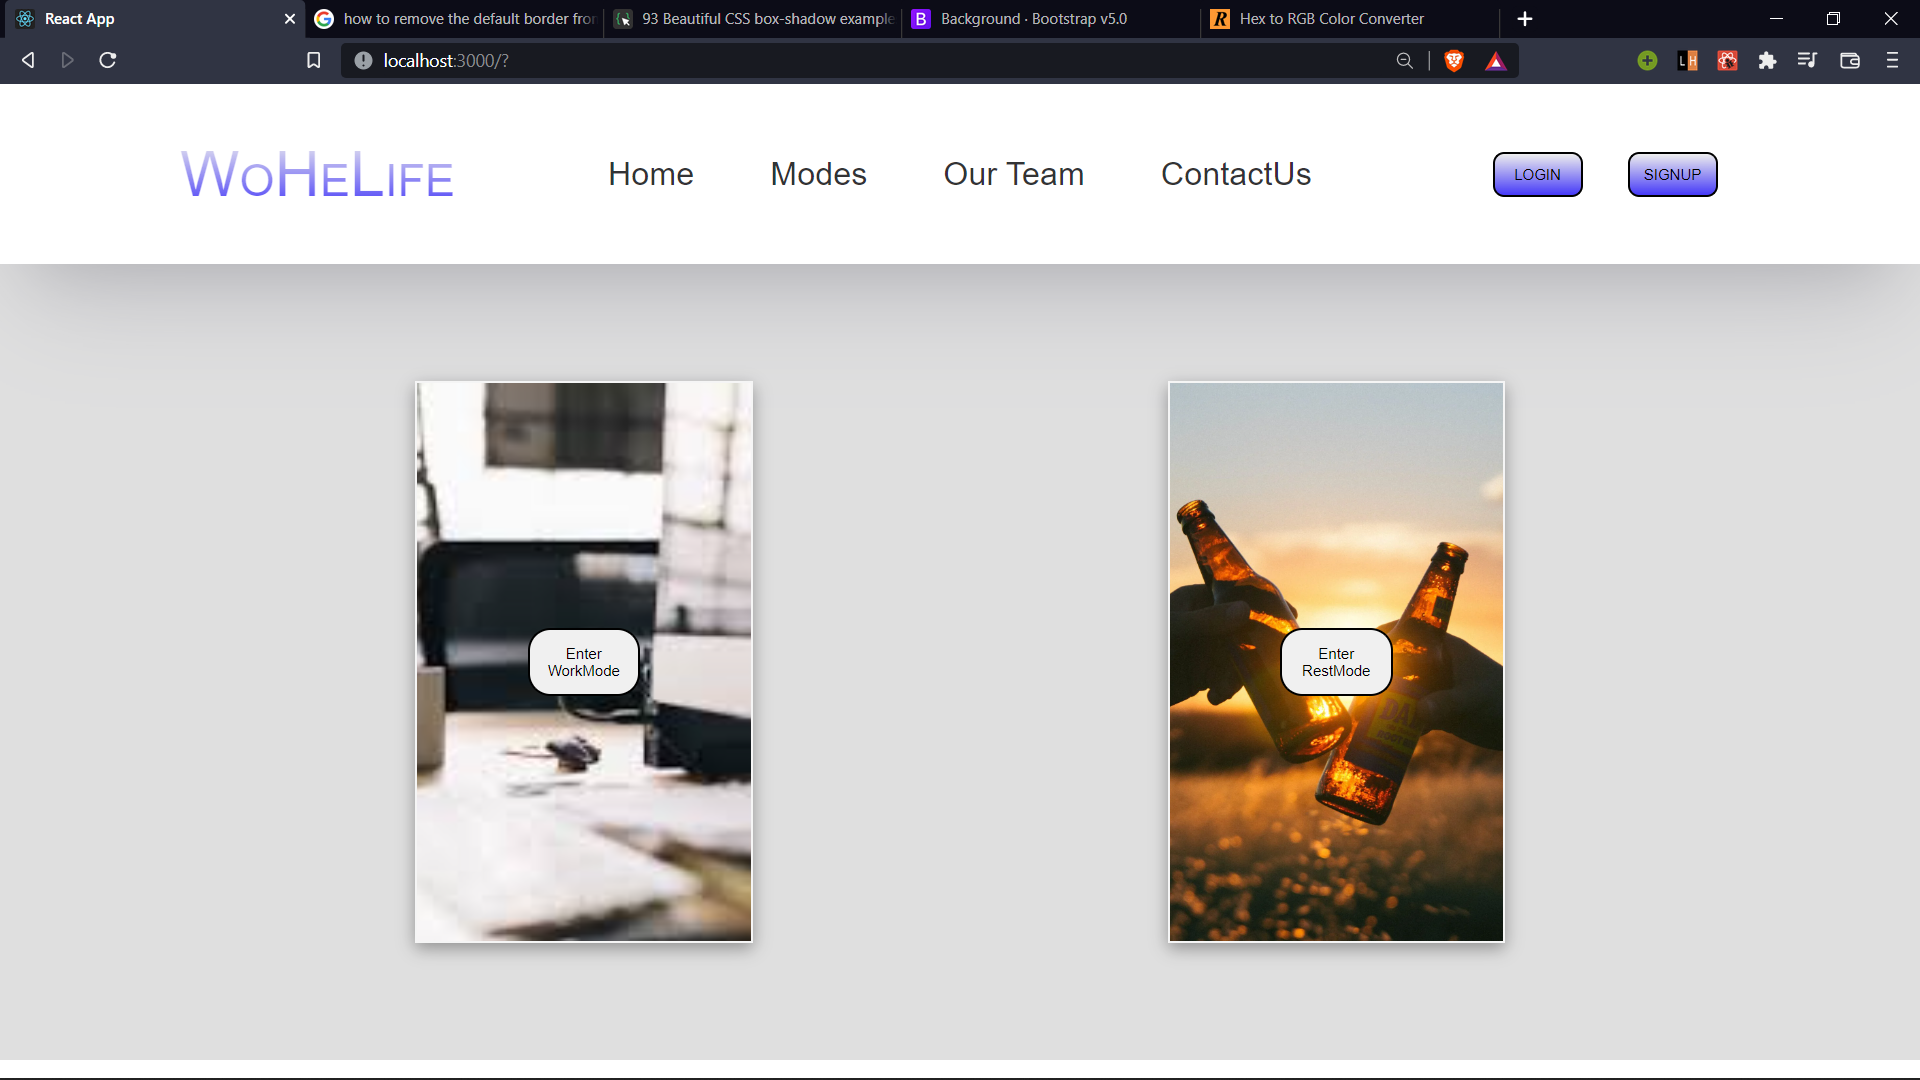 React App
how to remove the default border from
93 Beautiful CSS box-shadow example
Background · Bootstrap v5.0
Hex to RGB Color Converter
localhost:3000/?
WoHeLife
Home
Modes
Our Team
ContactUs
LOGIN
SIGNUP
Enter
WorkMode
Enter
RestMode